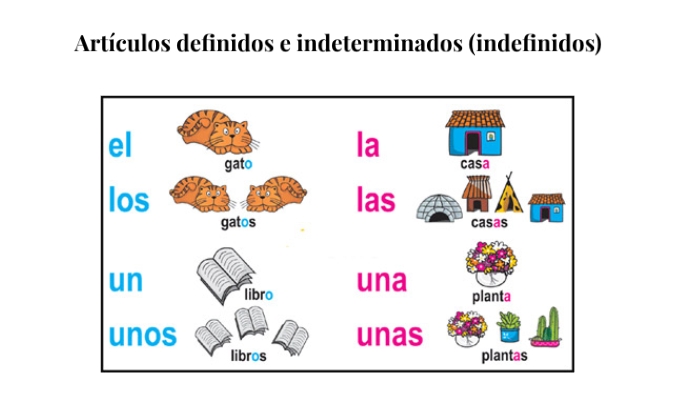 Artículos definidos e indeterminados (indefinidos)
el
gato
la
casa
los
gatos
las
casas
un
libro
una
planta
unos
libros
unas
plantas